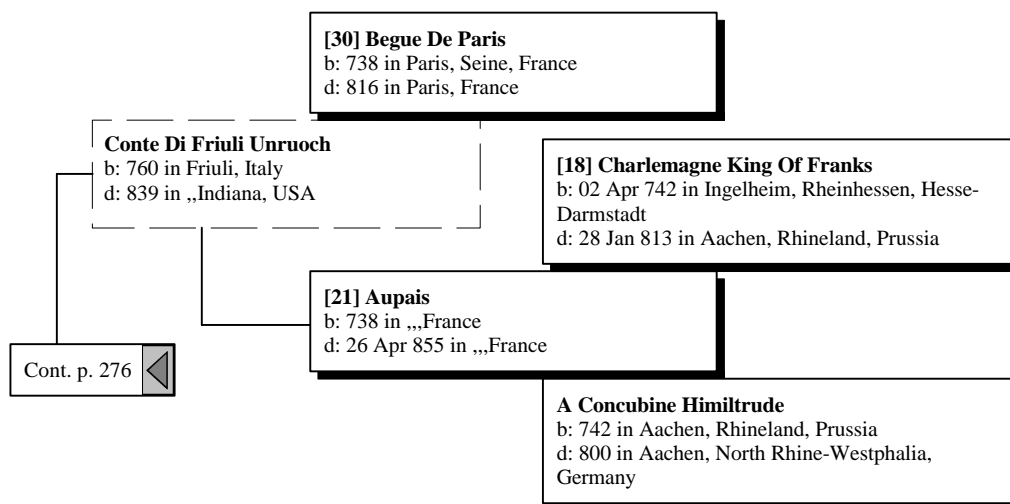 [30] Begue De Paris
b: 738 in Paris, Seine, France
d: 816 in Paris, France
Conte Di Friuli Unruoch
b: 760 in Friuli, Italy
d: 839 in ,,Indiana, USA
[18] Charlemagne King Of Franks
b: 02 Apr 742 in Ingelheim, Rheinhessen, Hesse-
Darmstadt
d: 28 Jan 813 in Aachen, Rhineland, Prussia
[21] Aupais
b: 738 in ,,,France
d: 26 Apr 855 in ,,,France
Cont. p. 276
A Concubine Himiltrude
b: 742 in Aachen, Rhineland, Prussia
d: 800 in Aachen, North Rhine-Westphalia,
Germany